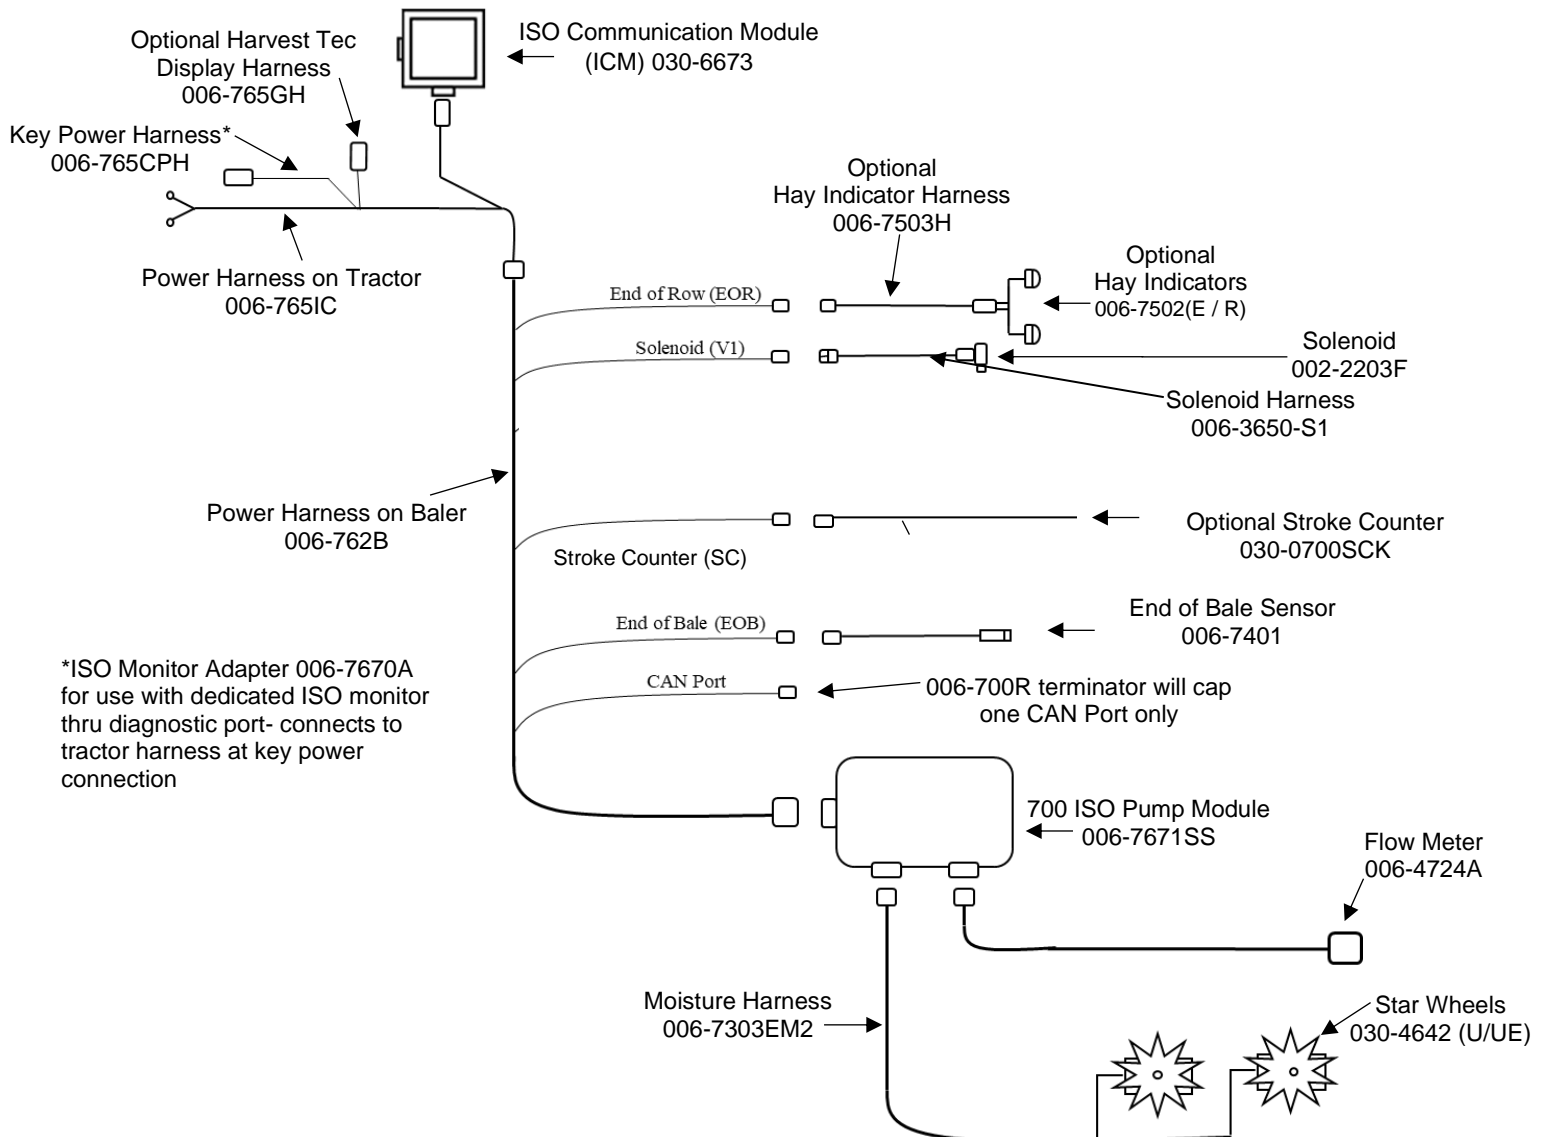 ISO Communication Module
(ICM) 030-6673
Optional Harvest Tec
Display Harness
006-765GH
Key Power Harness*
006-765CPH
Power Harness on Tractor
006-765IC
Optional
Hay Indicator Harness
006-7503H
Optional
Hay Indicators
006-7502(E / R)
End of Row (EOR)
Solenoid (V1)
Solenoid
002-2203F
Solenoid Harness
006-3650-S1
Power Harness on Baler
006-762B
Stroke Counter (SC)
Optional Stroke Counter
030-0700SCK
End of Bale (EOB)
End of Bale Sensor
006-7401
CAN Port
006-700R terminator will cap
one CAN Port only
*ISO Monitor Adapter 006-7670A
for use with dedicated ISO monitor
thru diagnostic port- connects to
tractor harness at key power
connection
700 ISO Pump Module
006-7671SS
Flow Meter
006-4724A
Moisture Harness
006-7303EM2
Star Wheels
030-4642 (U/UE)